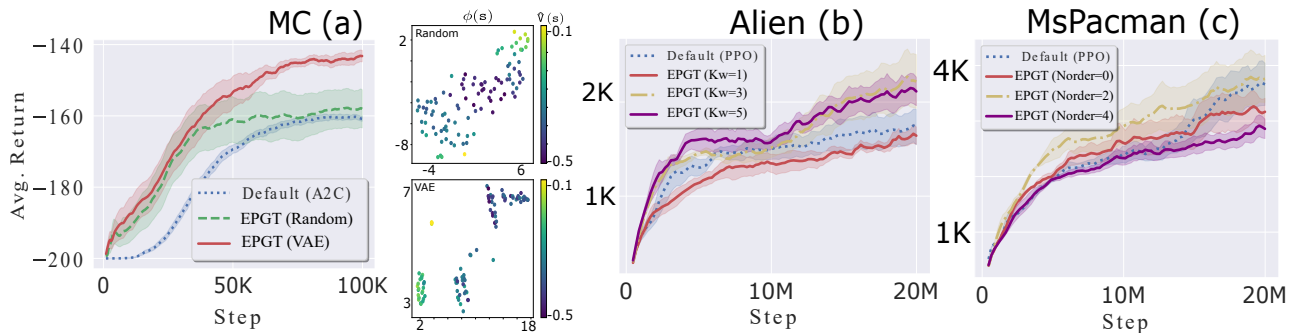 MC (a)
Avg. Return
−140
−160
−180
−200
Default (A2C)
EPGT (Random)
EPGT (VAE)
0
50K
100K
Step
ϕ(s)
v̂(s)
Random
2
-8
-4
6
0.1
-0.5
VAE
7
3
2
18
0.1
-0.5
Alien (b)
Default (PPO)
EPGT (Kw=1)
EPGT (Kw=3)
EPGT (Kw=5)
2K
1K
0
10M
20M
Step
MsPacman (c)
Default (PPO)
EPGT (Norder=0)
EPGT (Norder=2)
EPGT (Norder=4)
4K
1K
0
10M
20M
Step